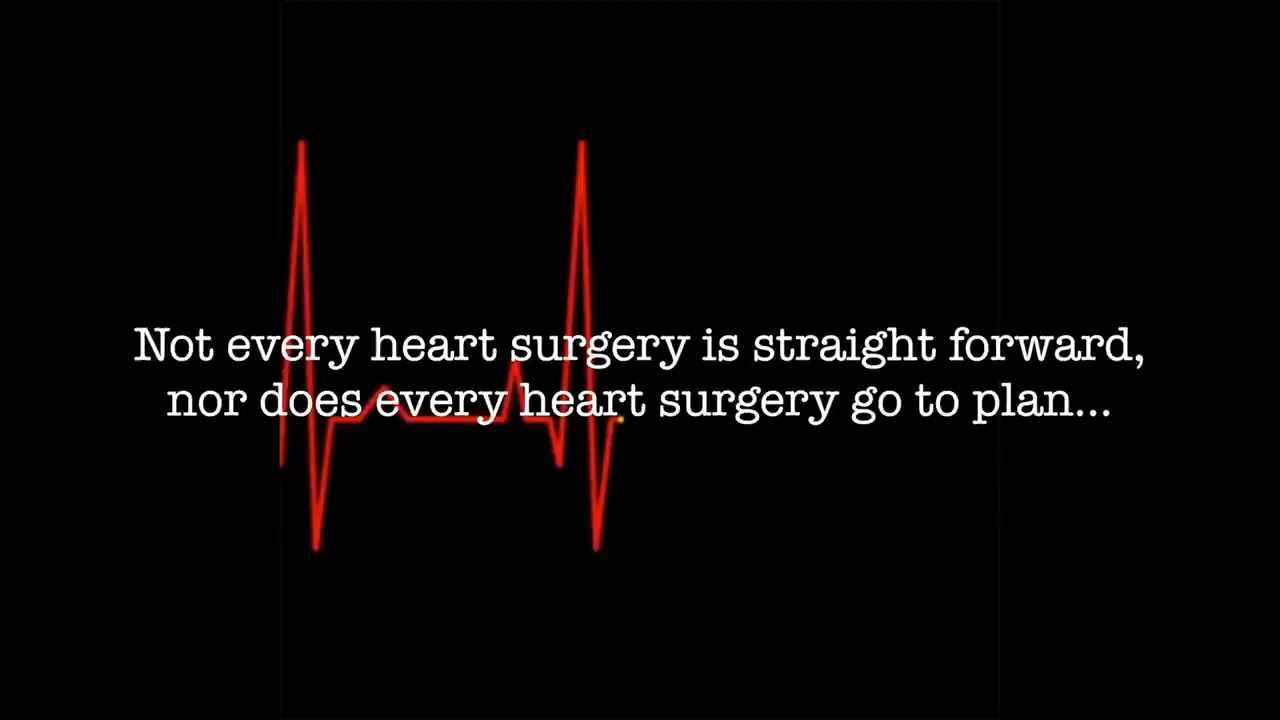 Not every heart surgery is straight forward,
nor does every heart surgery go to plan...